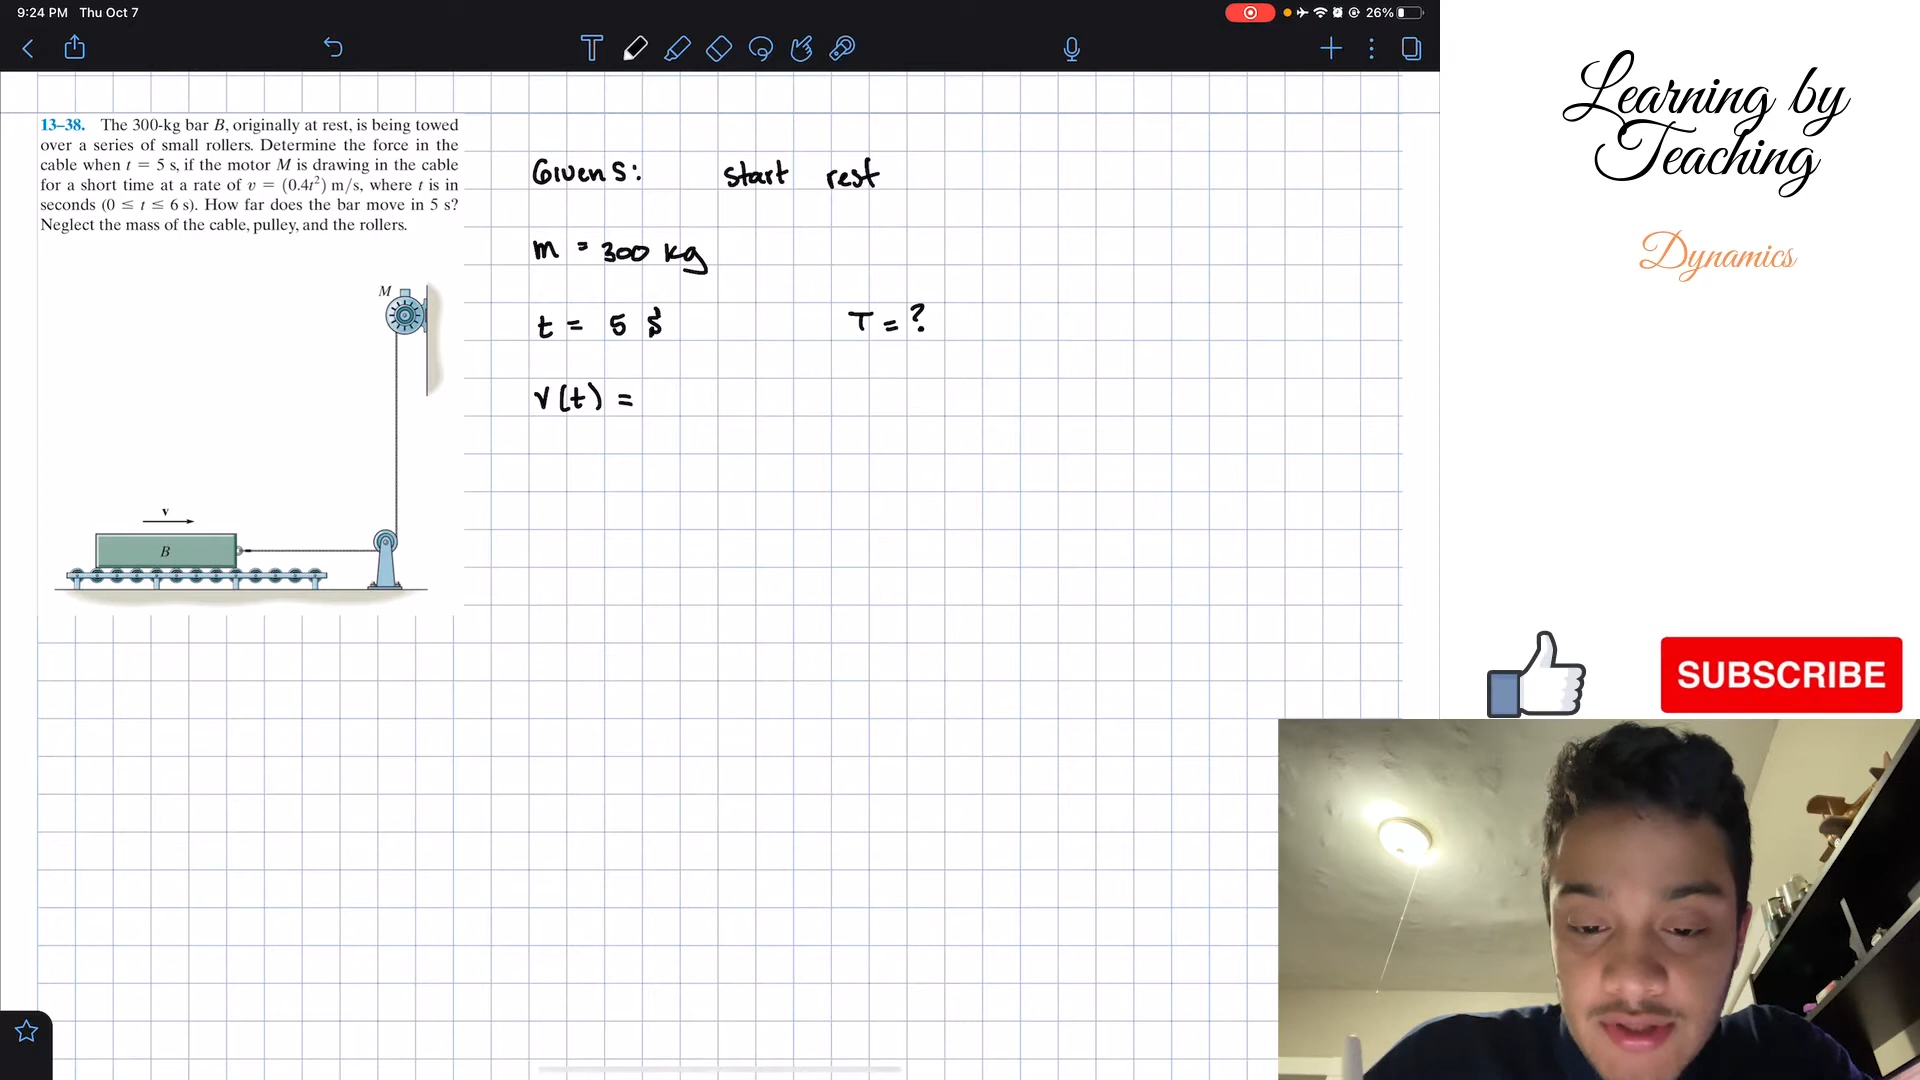 9:24 PM Thu Oct 7
26%
13–38. The 300-kg bar B, originally at rest, is being towed
over a series of small rollers. Determine the force in the
cable when t = 5 s, if the motor M is drawing in the cable
for a short time at a rate of v = (0.4t²) m/s, where t is in
seconds (0 ≤ t ≤ 6 s). How far does the bar move in 5 s?
Neglect the mass of the cable, pulley, and the rollers.
M
v
B
Givens: start rest
m = 300 kg
t = 5 s T = ?
v(t) =
Learning by
Teaching
Dynamics
SUBSCRIBE